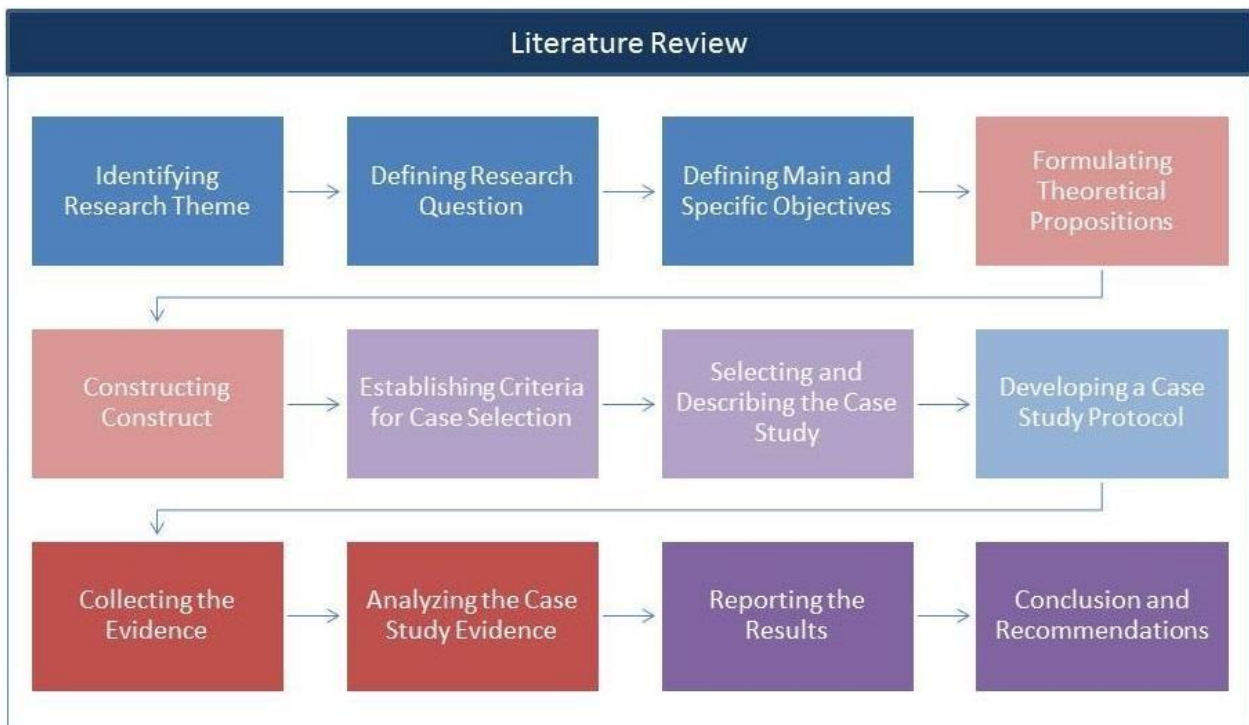 Literature Review
Identifying
Research Theme
Defining Research
Question
Defining Main and
Specific Objectives
Formulating
Theoretical
Propositions
Constructing
Construct
Establishing Criteria
for Case Selection
Selecting and
Describing the Case
Study
Developing a Case
Study Protocol
Collecting the
Evidence
Analyzing the Case
Study Evidence
Reporting the
Results
Conclusion and
Recommendations